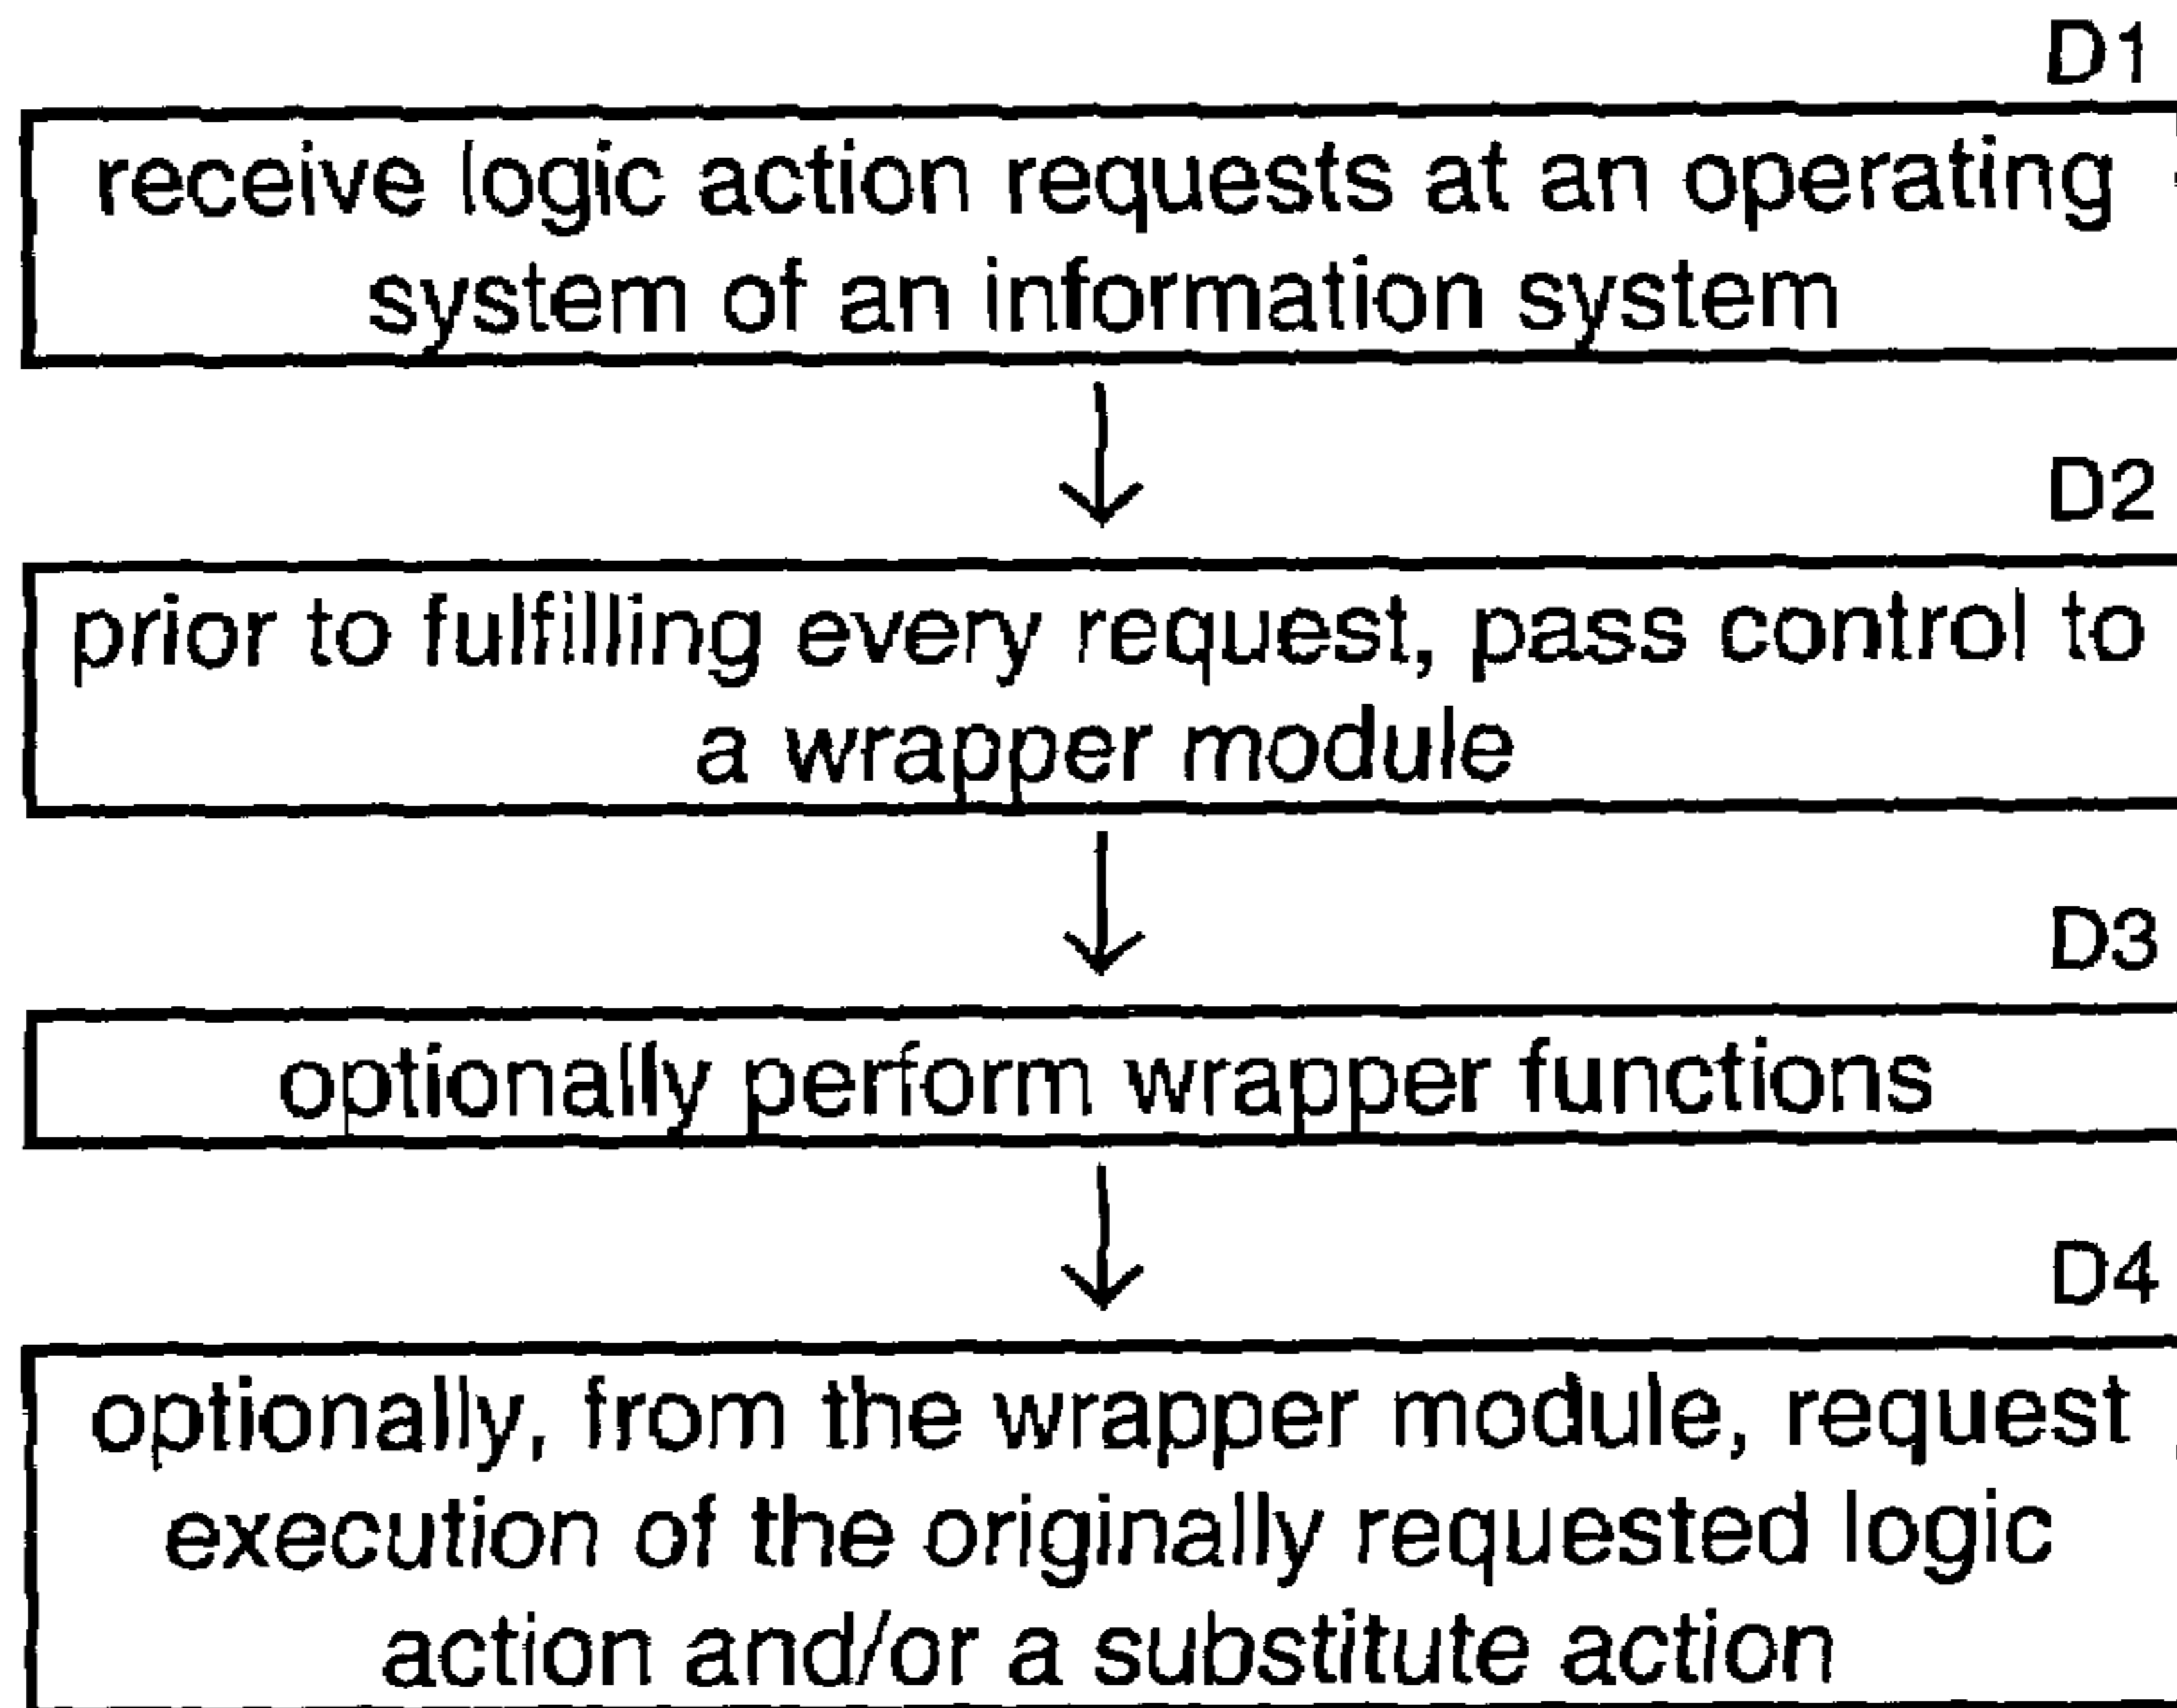 D1
receive logic action requests at an operating
system of an information system
D2
prior to fulfilling every request, pass control to
a wrapper module
D3
optionally perform wrapper functions
D4
optionally, from the wrapper module, request
execution of the originally requested logic
action and/or a substitute action